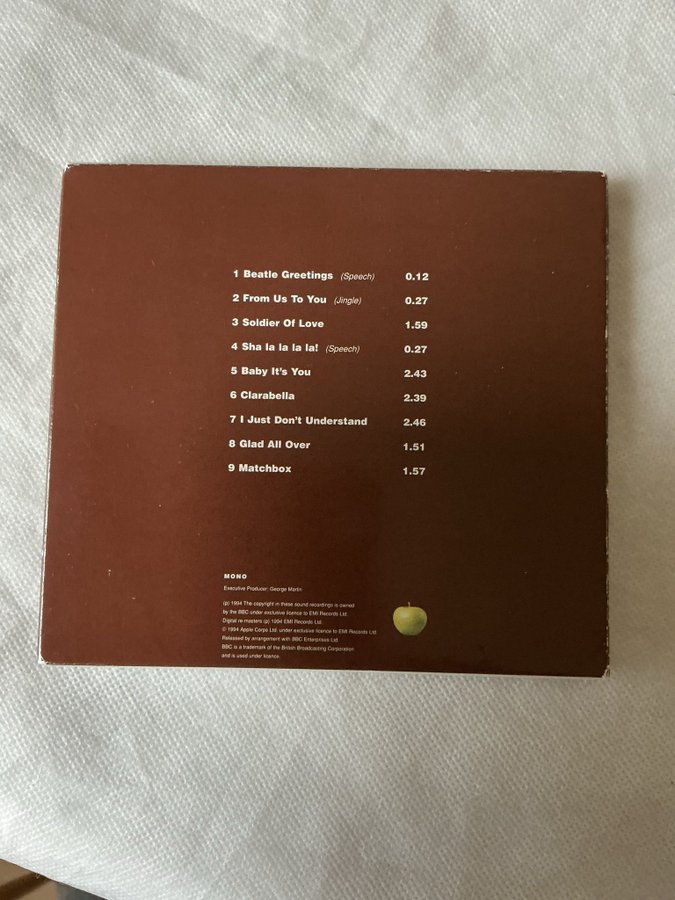 1 Beatle Greetings (Speech) 0.12
2 From Us To You (Jingle) 0.27
3 Soldier Of Love 1.59
4 Sha la la la la! (Speech) 0.27
5 Baby It's You 2.43
6 Clarabella 2.39
7 I Just Don't Understand 2.46
8 Glad All Over 1.51
9 Matchbox 1.57
MONO
Executive Producer: George Martin
(p) 1994 The copyright in these sound recordings is owned
by the BBC under exclusive licence to EMI Records Ltd.
Digital re-masters (p) 1994 EMI Records Ltd.
© 1994 Apple Corps Ltd. under exclusive licence to EMI Records Ltd.
Released by arrangement with BBC Enterprises Ltd.
BBC is a trademark of the British Broadcasting Corporation
and is used under licence.